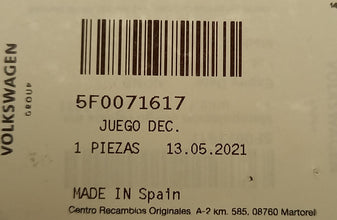 VOLKSWAGEN
GROUP
5F0071617
JUEGO DEC.
1 PIEZAS 13.05.2021
MADE IN Spain
Centro Recambios Originales A-2 km. 585, 08760 Martorell